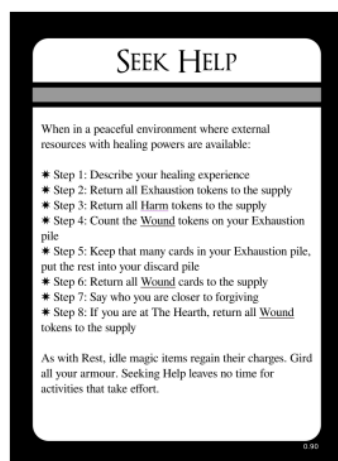 SEEK HELP
When in a peaceful environment where external
resources with healing powers are available:
✷ Step 1: Describe your healing experience
✷ Step 2: Return all Exhaustion tokens to the supply
✷ Step 3: Return all Harm tokens to the supply
✷ Step 4: Count the Wound tokens on your Exhaustion
pile
✷ Step 5: Keep that many cards in your Exhaustion pile,
put the rest into your discard pile
✷ Step 6: Return all Wound cards to the supply
✷ Step 7: Say who you are closer to forgiving
✷ Step 8: If you are at The Hearth, return all Wound
tokens to the supply
As with Rest, idle magic items regain their charges. Gird
all your armour. Seeking Help leaves no time for
activities that take effort.
0.90